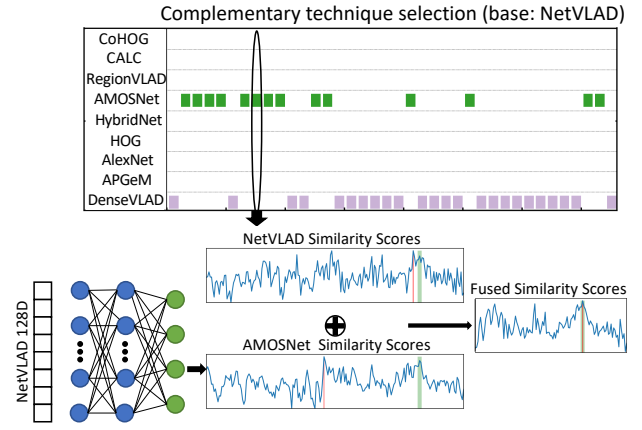 Complementary technique selection (base: NetVLAD)
CoHOG
CALC
RegionVLAD
AMOSNet
HybridNet
HOG
AlexNet
APGeM
DenseVLAD
NetVLAD Similarity Scores
Fused Similarity Scores
NetVLAD 128D
AMOSNet Similarity Scores